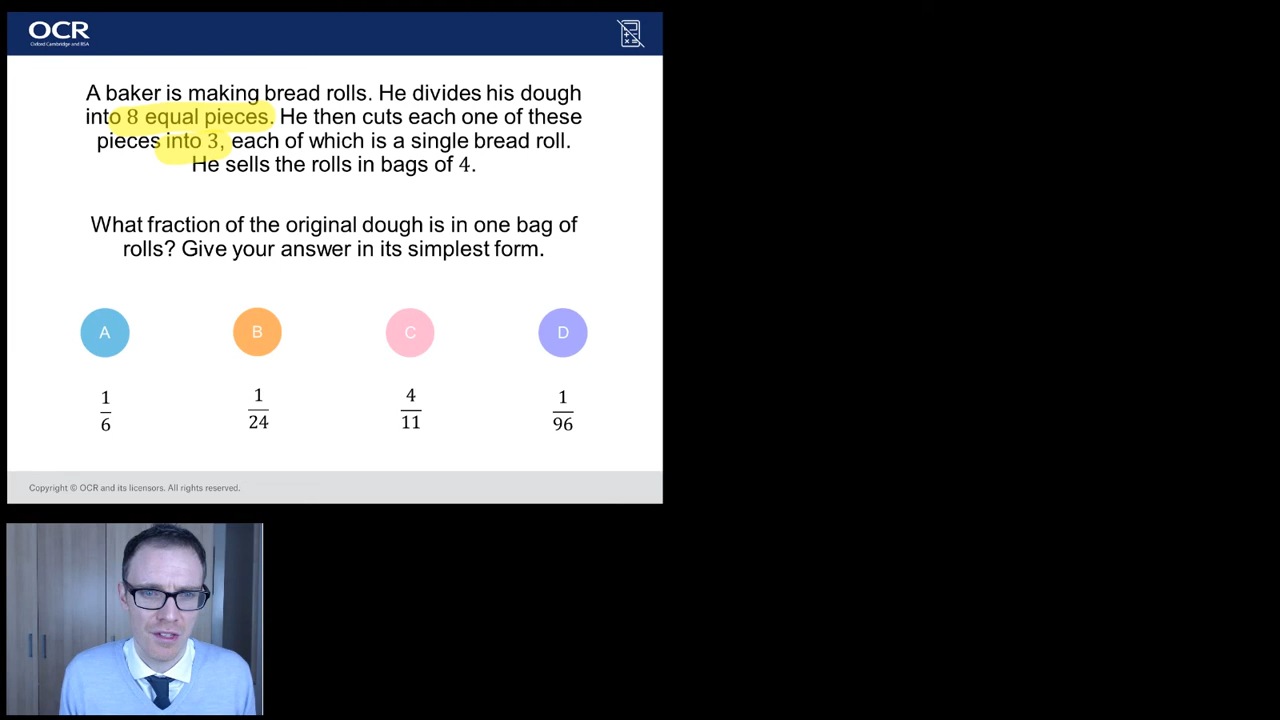 OCR
Oxford Cambridge and RSA
A baker is making bread rolls. He divides his dough
into 8 equal pieces. He then cuts each one of these
pieces into 3, each of which is a single bread roll.
He sells the rolls in bags of 4.
What fraction of the original dough is in one bag of
rolls? Give your answer in its simplest form.
A B C D
1/6 1/24 4/11 1/96
Copyright © OCR and its licensors. All rights reserved.